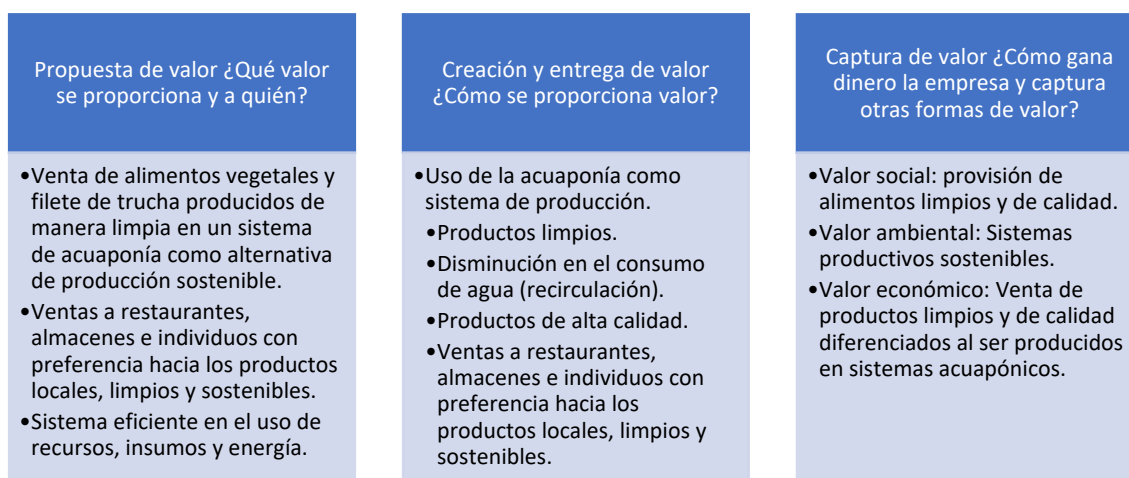 Propuesta de valor ¿Qué valor
se proporciona y a quién?
•Venta de alimentos vegetales y
filete de trucha producidos de
manera limpia en un sistema
de acuaponía como alternativa
de producción sostenible.
•Ventas a restaurantes,
almacenes e individuos con
preferencia hacia los productos
locales, limpios y sostenibles.
•Sistema eficiente en el uso de
recursos, insumos y energía.
Creación y entrega de valor
¿Cómo se proporciona valor?
•Uso de la acuaponía como
sistema de producción.
•Productos limpios.
•Disminución en el consumo
de agua (recirculación).
•Productos de alta calidad.
•Ventas a restaurantes,
almacenes e individuos con
preferencia hacia los
productos locales, limpios y
sostenibles.
Captura de valor ¿Cómo gana
dinero la empresa y captura
otras formas de valor?
•Valor social: provisión de
alimentos limpios y de calidad.
•Valor ambiental: Sistemas
productivos sostenibles.
•Valor económico: Venta de
productos limpios y de calidad
diferenciados al ser producidos
en sistemas acuapónicos.